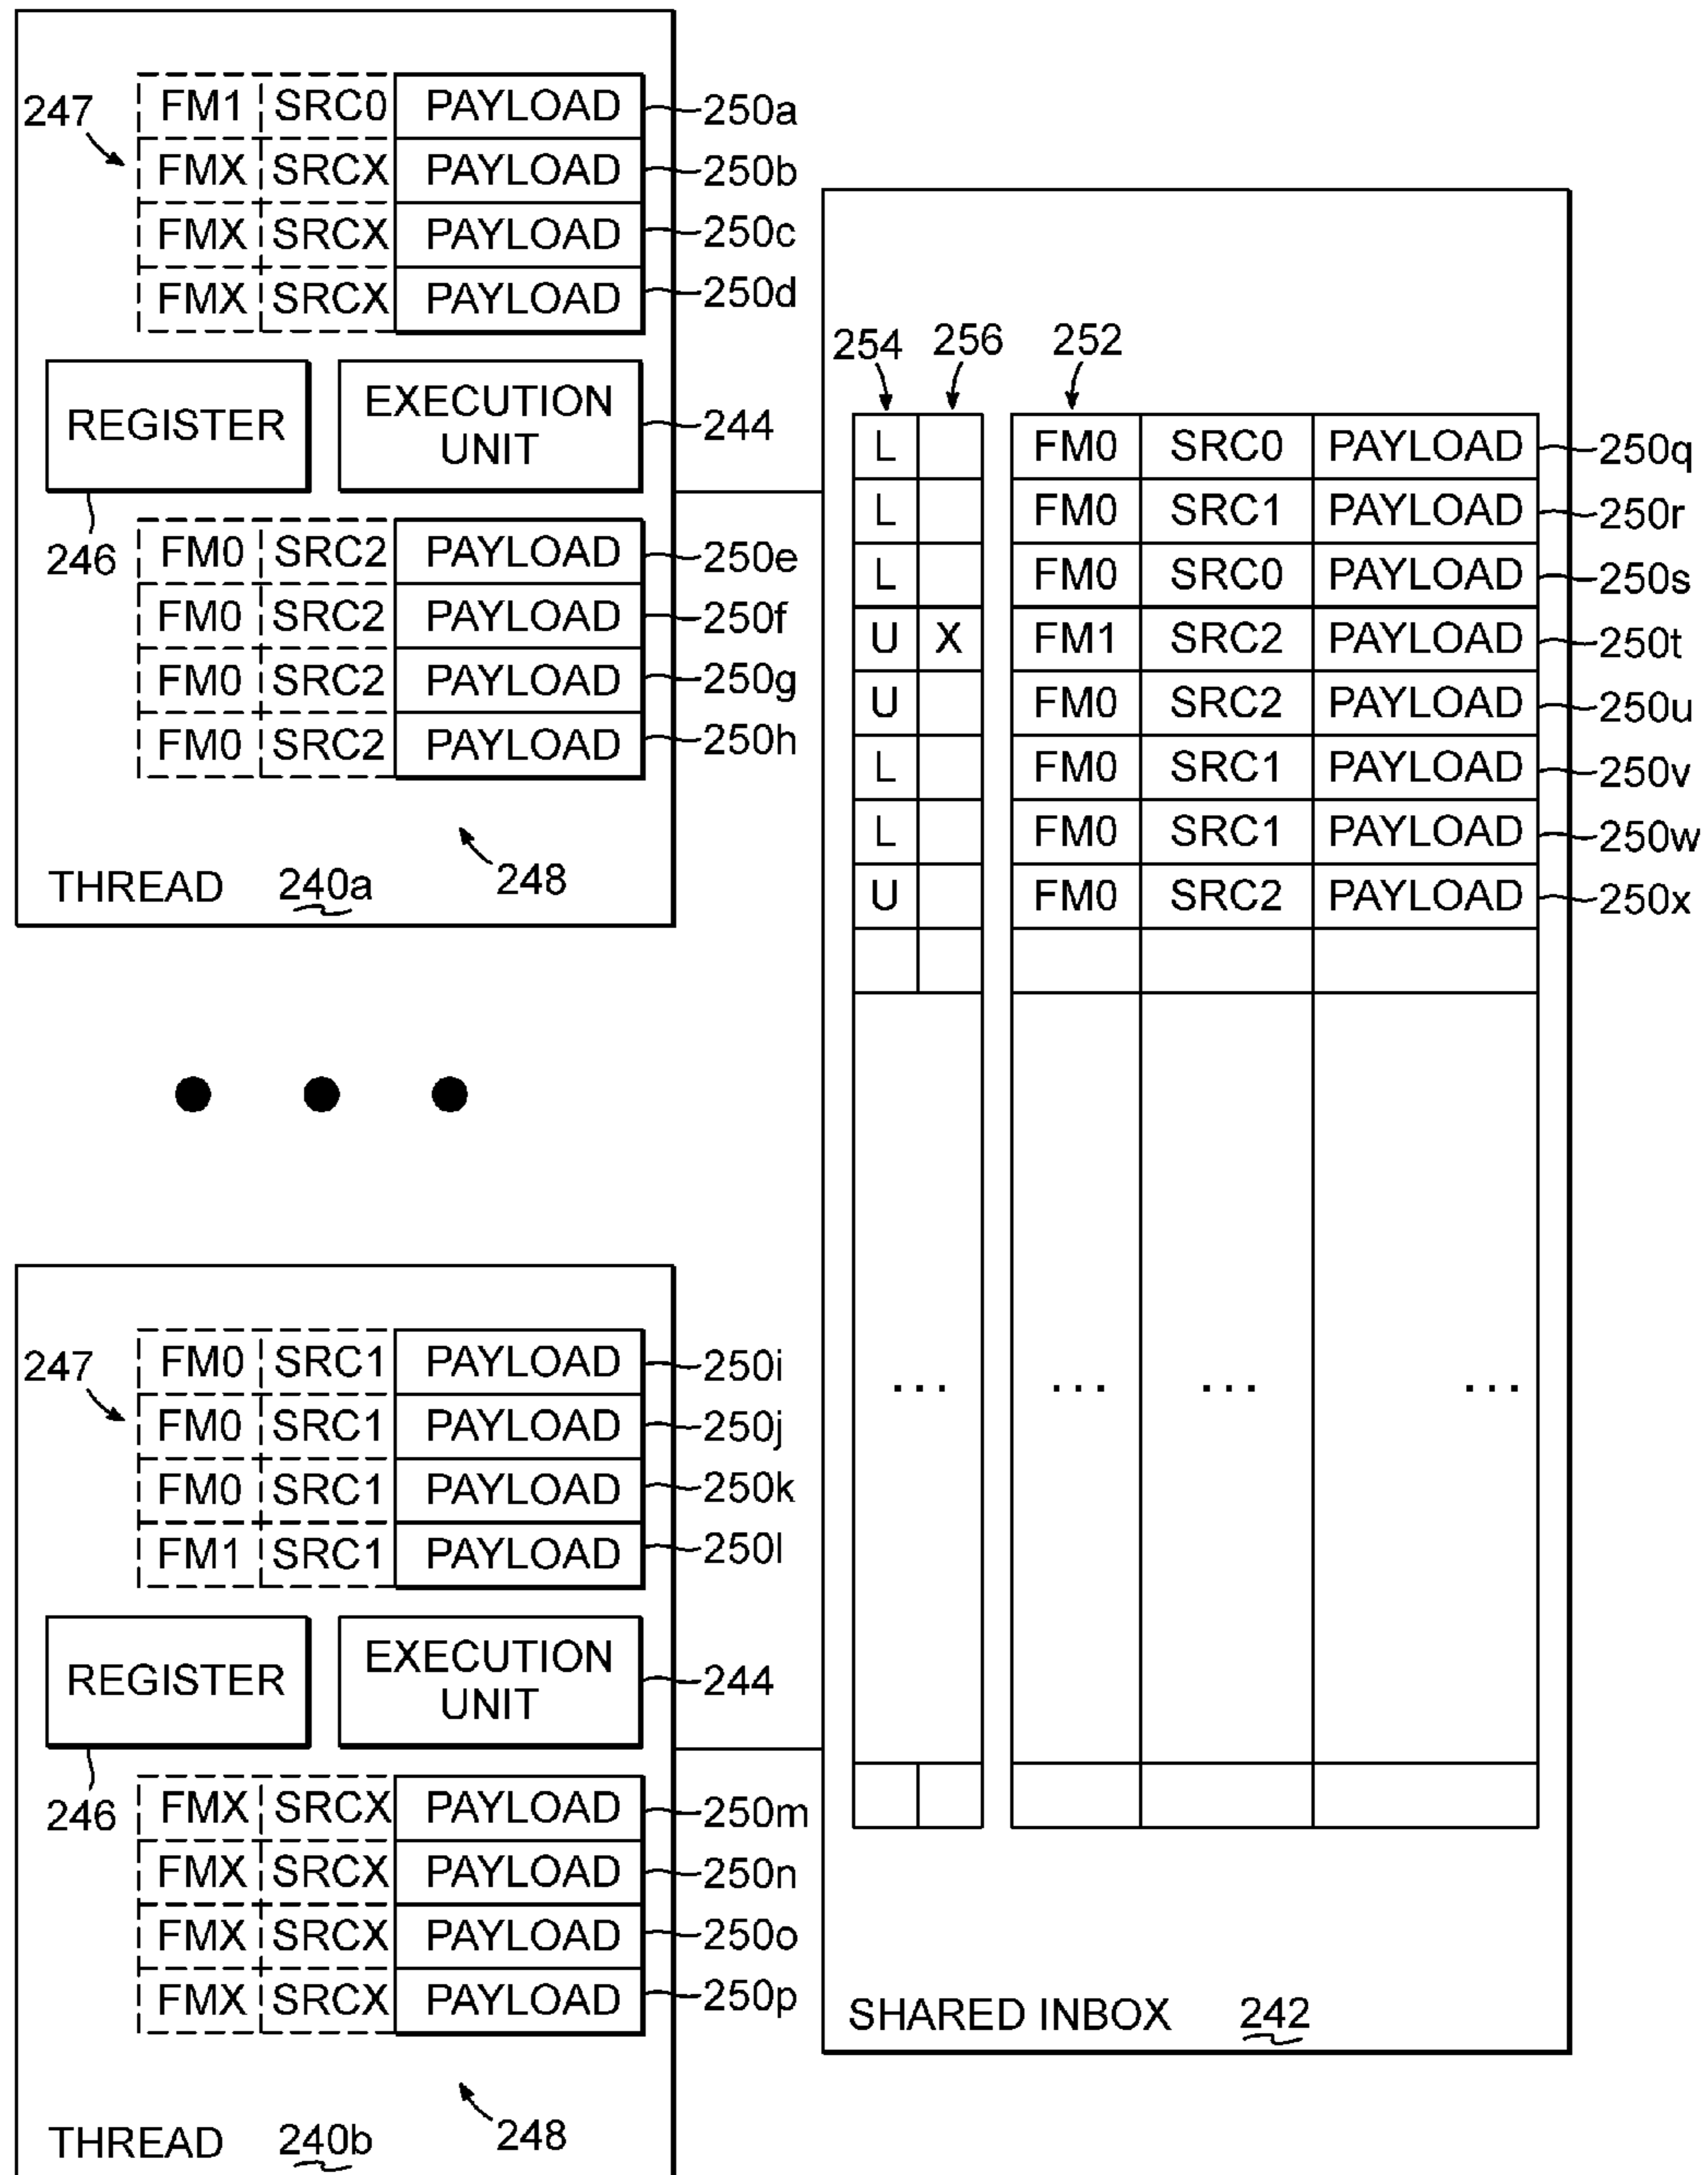 247
FM1 SRC0 PAYLOAD 250a
FMX SRCX PAYLOAD 250b
FMX SRCX PAYLOAD 250c
FMX SRCX PAYLOAD 250d
REGISTER
EXECUTION
UNIT
244
246
FM0 SRC2 PAYLOAD 250e
FM0 SRC2 PAYLOAD 250f
FM0 SRC2 PAYLOAD 250g
FM0 SRC2 PAYLOAD 250h
248
THREAD 240a
247
FM0 SRC1 PAYLOAD 250i
FM0 SRC1 PAYLOAD 250j
FM0 SRC1 PAYLOAD 250k
FM1 SRC1 PAYLOAD 250l
REGISTER
EXECUTION
UNIT
244
246
FMX SRCX PAYLOAD 250m
FMX SRCX PAYLOAD 250n
FMX SRCX PAYLOAD 250o
FMX SRCX PAYLOAD 250p
248
THREAD 240b
254 256 252
L FM0 SRC0 PAYLOAD 250q
L FM0 SRC1 PAYLOAD 250r
L FM0 SRC0 PAYLOAD 250s
U X FM1 SRC2 PAYLOAD 250t
U FM0 SRC2 PAYLOAD 250u
L FM0 SRC1 PAYLOAD 250v
L FM0 SRC1 PAYLOAD 250w
U FM0 SRC2 PAYLOAD 250x
... ... ... ...
SHARED INBOX 242